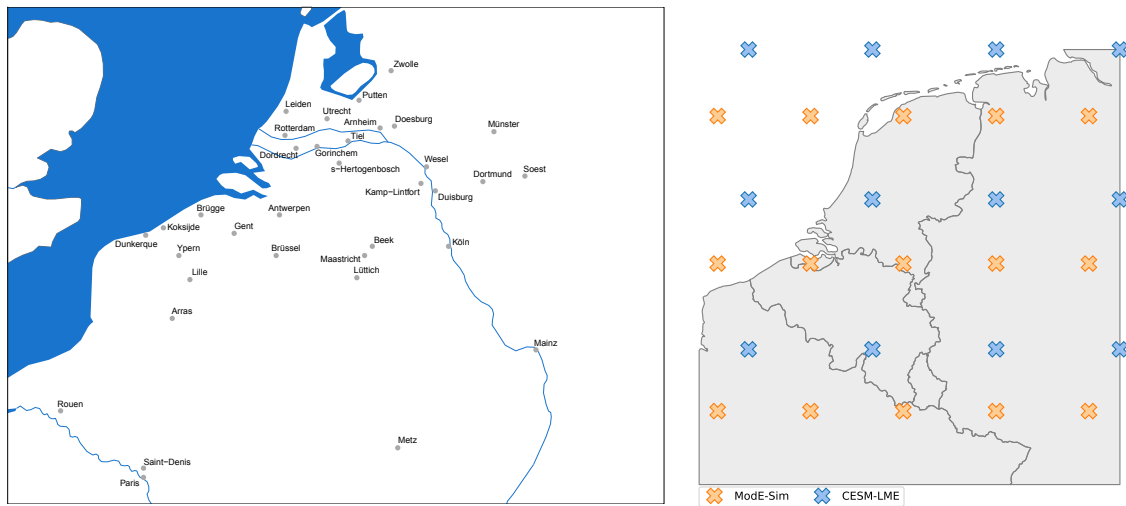 Zwolle
Putten
Leiden
Utrecht
Arnheim
Doesburg
Münster
Rotterdam
Tiel
Dordrecht
Gorinchem
s−Hertogenbosch
Wesel
Soest
Dortmund
Kamp−Lintfort
Duisburg
Brügge
Antwerpen
Koksijde
Gent
Dunkerque
Ypern
Brüssel
Beek
Köln
Maastricht
Lille
Lüttich
Arras
Mainz
Rouen
Metz
Saint−Denis
Paris
ModE-Sim
CESM-LME